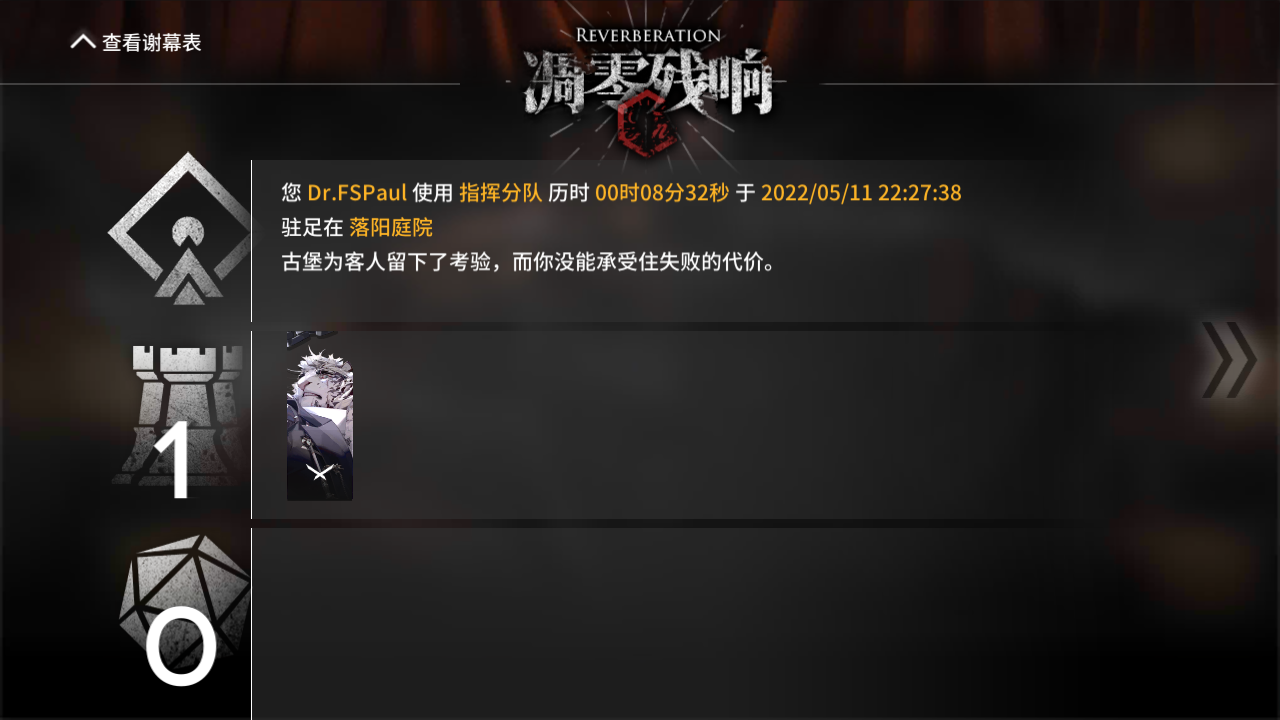 查看谢幕表
REVERBERATION
凋零残响
您 Dr.FSPaul 使用 指挥分队 历时 00时08分32秒 于 2022/05/11 22:27:38
驻足在 落阳庭院
古堡为客人留下了考验，而你没能承受住失败的代价。
1
0